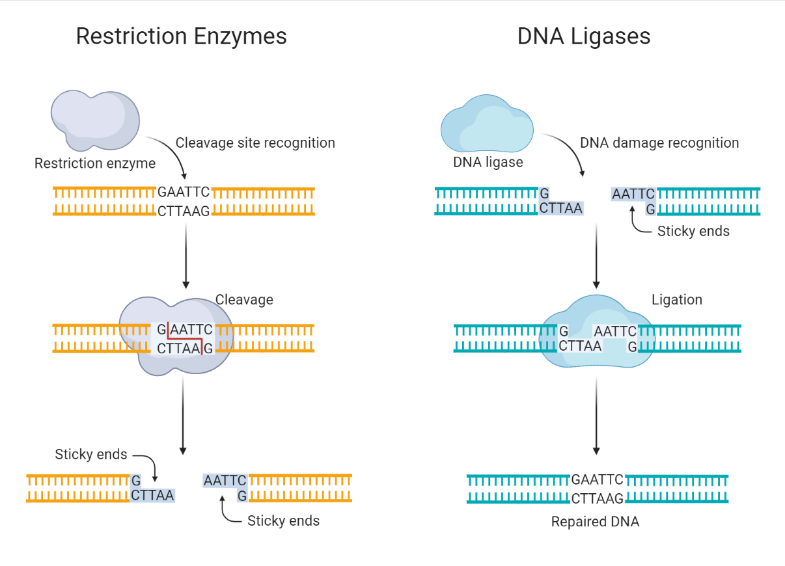 Restriction Enzymes
Cleavage site recognition
Restriction enzyme
GAATTC
CTTAAG
Cleavage
G AATTC
CTTAA G
Sticky ends
G AATTC
CTTAA G
Sticky ends
DNA Ligases
DNA damage recognition
DNA ligase
G AATTC
CTTAA G
Sticky ends
Ligation
G AATTC
CTTAA G
GAATTC
CTTAAG
Repaired DNA